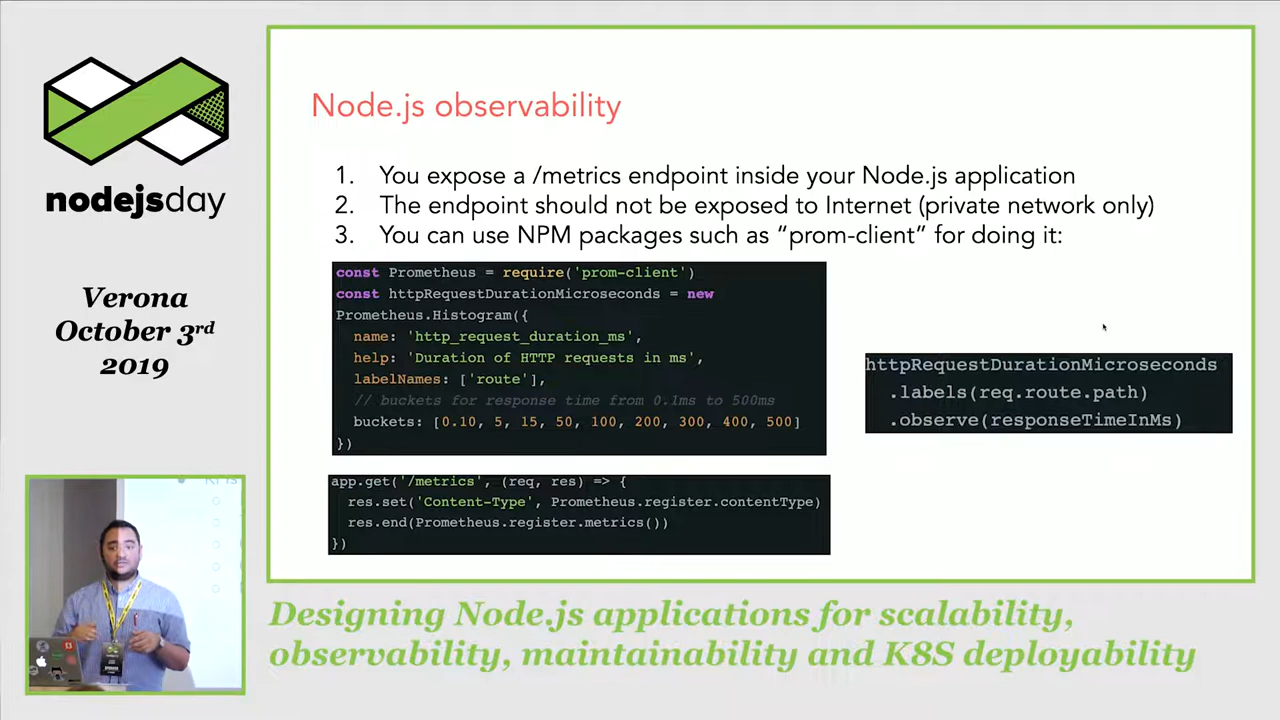 nodejsday
Verona
October 3rd
2019
Node.js observability
1. You expose a /metrics endpoint inside your Node.js application
2. The endpoint should not be exposed to Internet (private network only)
3. You can use NPM packages such as “prom-client” for doing it:
const Prometheus = require('prom-client')
const httpRequestDurationMicroseconds = new
Prometheus.Histogram({
name: 'http_request_duration_ms',
help: 'Duration of HTTP requests in ms',
labelNames: ['route'],
// buckets for response time from 0.1ms to 500ms
buckets: [0.10, 5, 15, 50, 100, 200, 300, 400, 500]
})
httpRequestDurationMicroseconds
.labels(req.route.path)
.observe(responseTimeInMs)
app.get('/metrics', (req, res) => {
res.set('Content-Type', Prometheus.register.contentType)
res.end(Prometheus.register.metrics())
})
Designing Node.js applications for scalability,
observability, maintainability and K8S deployability